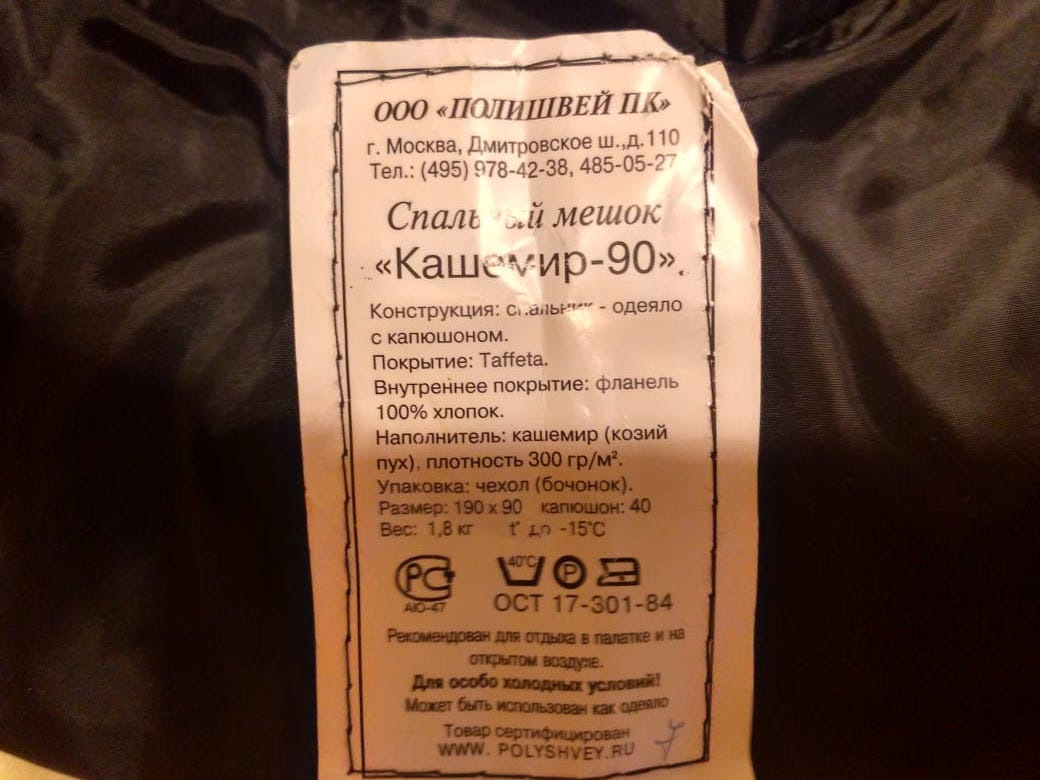 ООО «ПОЛИШВЕЙ ПК»
г. Москва, Дмитровское ш.,д.110
Тел.: (495) 978-42-38, 485-05-27
Спальный мешок
«Кашемир-90».
Конструкция: спальник - одеяло
с капюшоном.
Покрытие: Taffeta.
Внутреннее покрытие: фланель
100% хлопок.
Наполнитель: кашемир (козий
пух), плотность 300 гр/м².
Упаковка: чехол (бочонок).
Размер: 190 х 90 капюшон: 40
Вес: 1,8 кг t° до -15°C
РС 40°C P
АЮ-47 ОСТ 17-301-84
Рекомендован для отдыха в палатке и на
открытом воздухе.
Для особо холодных условий!
Может быть использован как одеяло
Товар сертифицирован
WWW. POLYSHVEY.RU